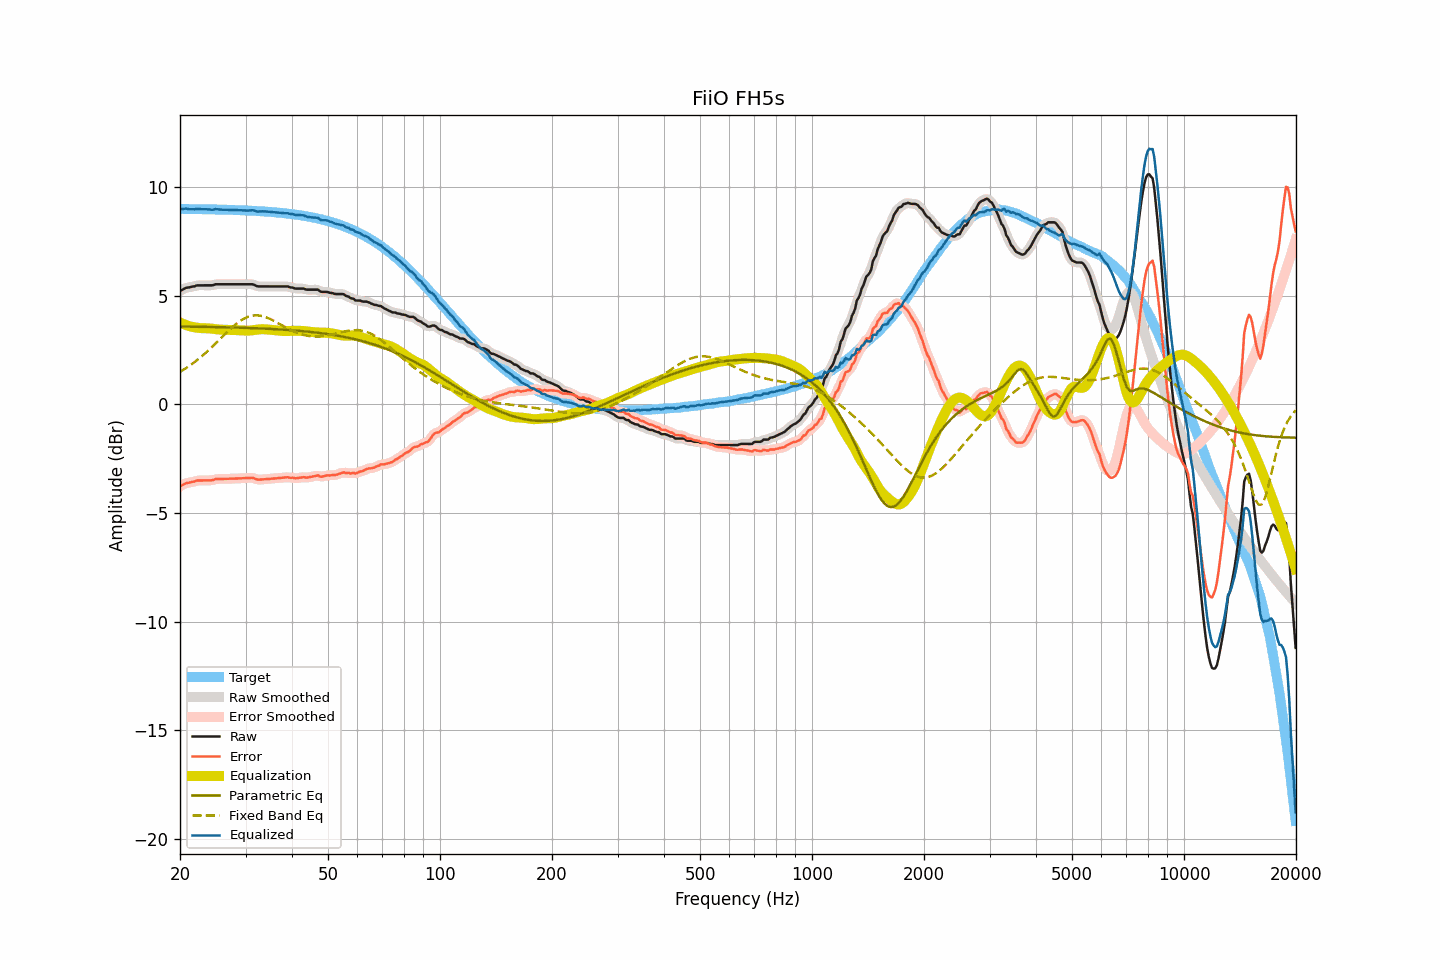 FiiO FH5s
Amplitude (dBr)
10
5
0
−5
−10
−15
−20
Target
Raw Smoothed
Error Smoothed
Raw
Error
Equalization
Parametric Eq
Fixed Band Eq
Equalized
20 50 100 200 500 1000 2000 5000 10000 20000
Frequency (Hz)